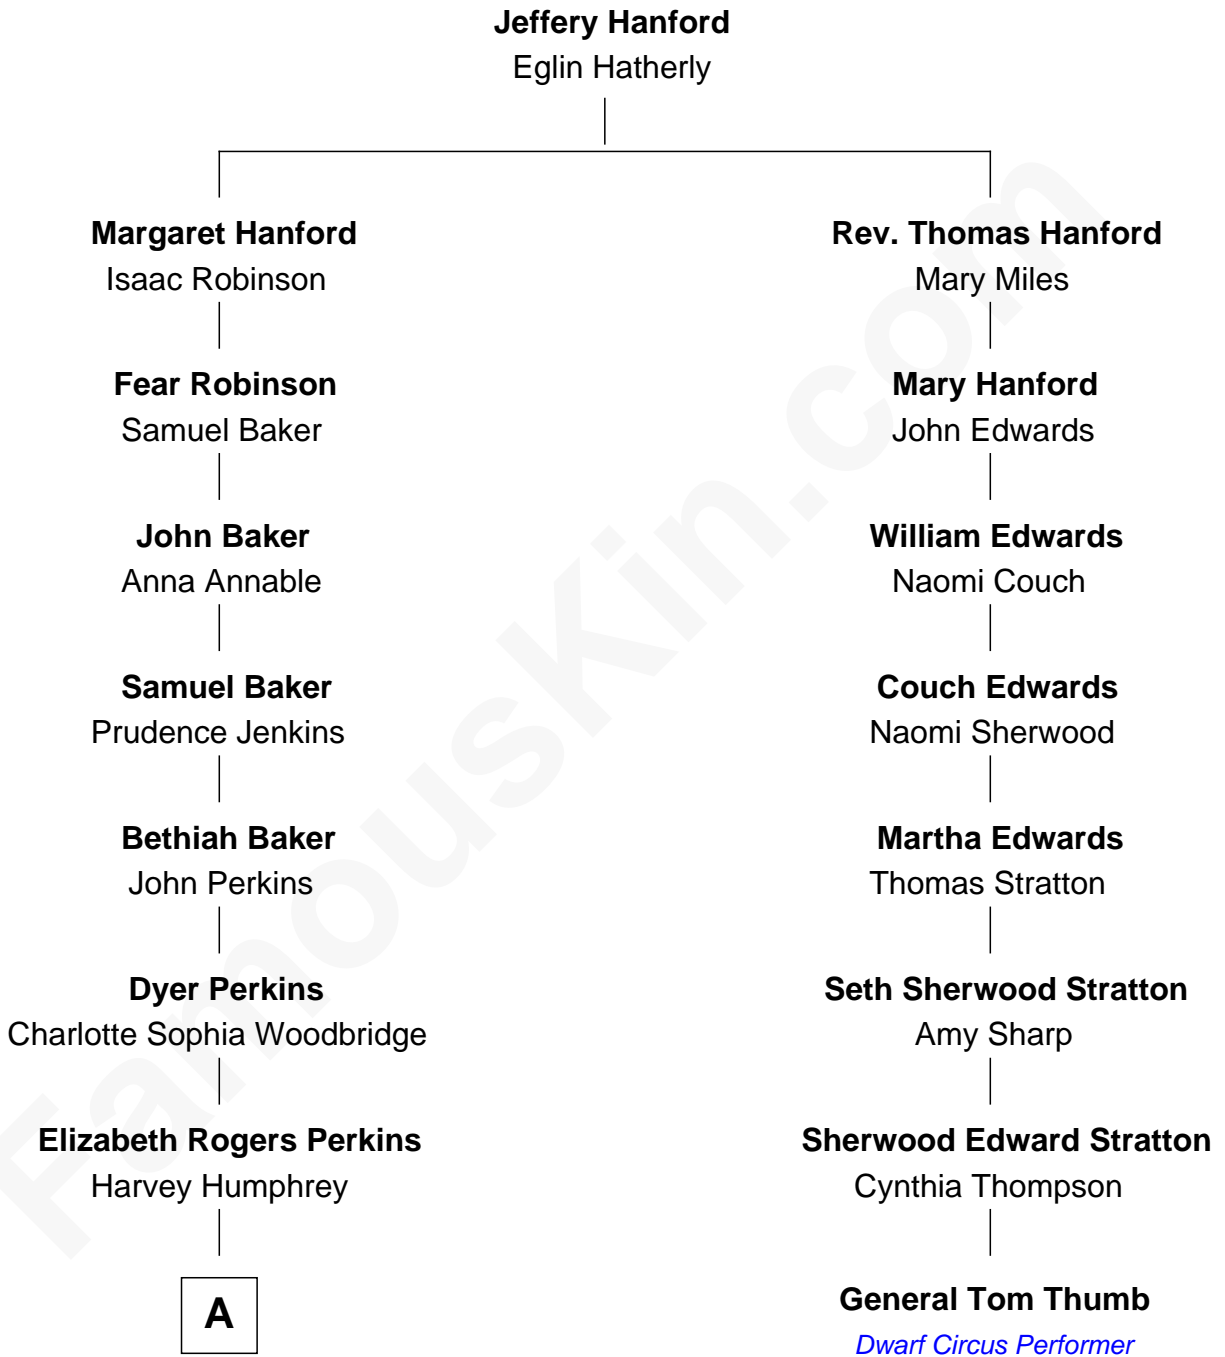 Jeffery Hanford
Eglin Hatherly
Margaret Hanford
Isaac Robinson
Rev. Thomas Hanford
Mary Miles
Fear Robinson
Samuel Baker
Mary Hanford
John Edwards
John Baker
Anna Annable
William Edwards
Naomi Couch
Samuel Baker
Prudence Jenkins
Couch Edwards
Naomi Sherwood
Bethiah Baker
John Perkins
Martha Edwards
Thomas Stratton
Dyer Perkins
Charlotte Sophia Woodbridge
Seth Sherwood Stratton
Amy Sharp
Elizabeth Rogers Perkins
Harvey Humphrey
Sherwood Edward Stratton
Cynthia Thompson
A
General Tom Thumb
Dwarf Circus Performer
FamousKin.com